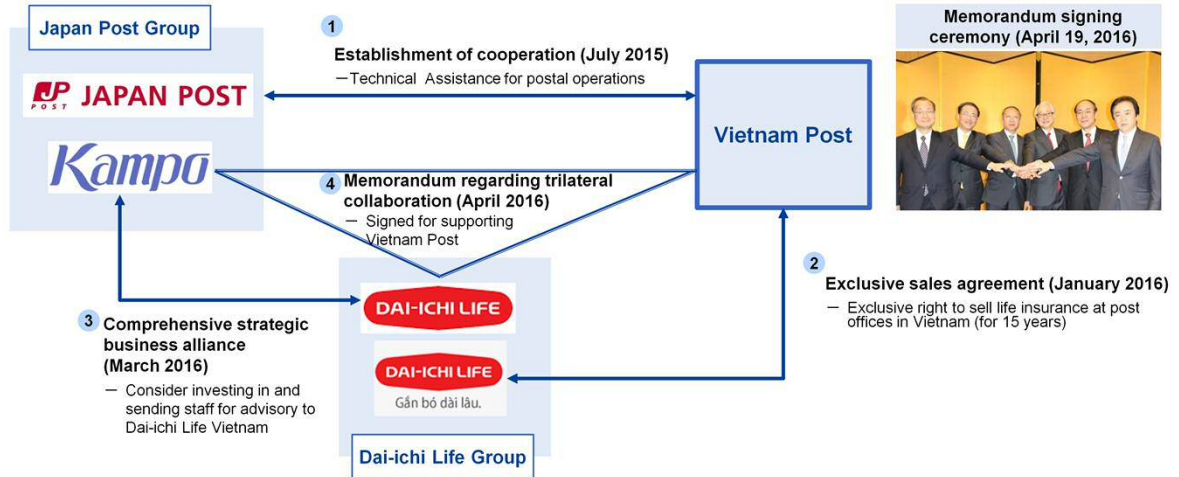 Japan Post Group
JP
POST
JAPAN POST
Kampo
1
Establishment of cooperation (July 2015)
－Technical Assistance for postal operations
Vietnam Post
Memorandum signing
ceremony (April 19, 2016)
4
Memorandum regarding trilateral
collaboration (April 2016)
－ Signed for supporting
Vietnam Post
2
Exclusive sales agreement (January 2016)
－ Exclusive right to sell life insurance at post
offices in Vietnam (for 15 years)
3
Comprehensive strategic
business alliance
(March 2016)
－ Consider investing in and
sending staff for advisory to
Dai-ichi Life Vietnam
DAI-ICHI LIFE
DAI-ICHI LIFE
Gắn bó dài lâu.
Dai-ichi Life Group